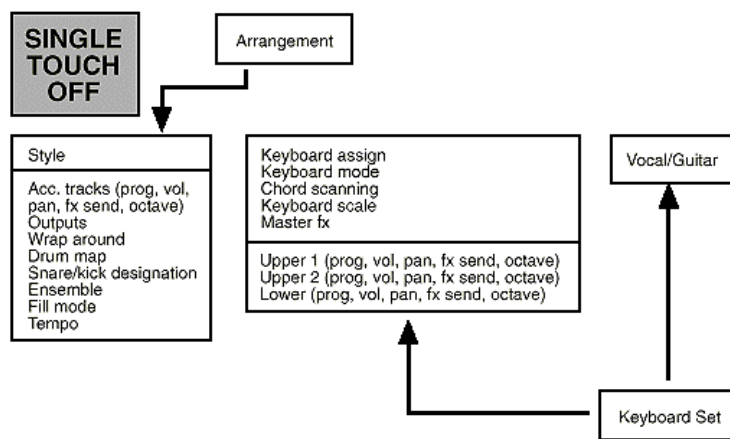 SINGLE
TOUCH
OFF
Arrangement
Style
Acc. tracks (prog, vol,
pan, fx send, octave)
Outputs
Wrap around
Drum map
Snare/kick designation
Ensemble
Fill mode
Tempo
Keyboard assign
Keyboard mode
Chord scanning
Keyboard scale
Master fx
Upper 1 (prog, vol, pan, fx send, octave)
Upper 2 (prog, vol, pan, fx send, octave)
Lower (prog, vol, pan, fx send, octave)
Vocal/Guitar
Keyboard Set